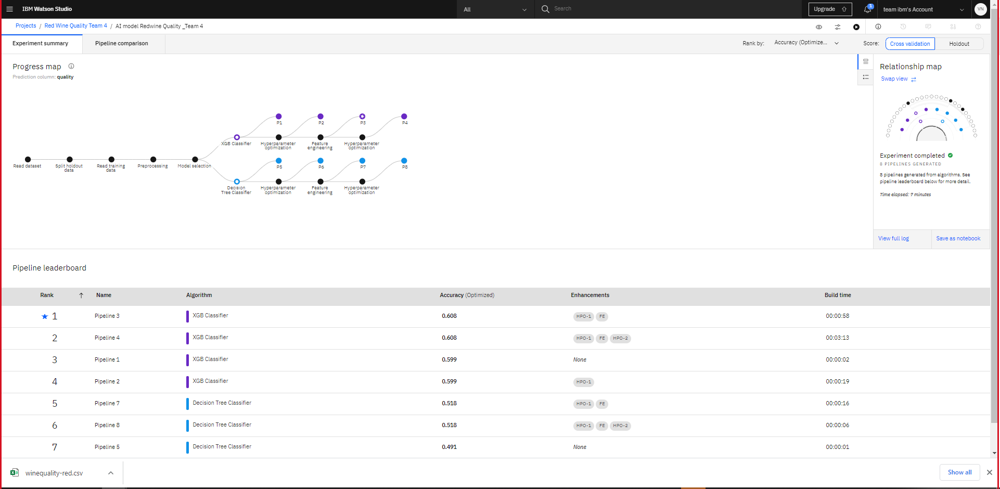 IBM Watson Studio
All
Search
Upgrade
1
team ibm's Account
VN
Projects / Red Wine Quality Team 4 / AI model Redwine Quality _Team 4
Experiment summary
Pipeline comparison
Rank by:
Accuracy (Optimize...
Score:
Cross validation
Holdout
Progress map
Prediction column: quality
P1
P2
P3
P4
XGB Classifier
Hyperparameter
optimization
Feature
engineering
Hyperparameter
optimization
Read dataset
Split holdout
data
Read training
data
Preprocessing
Model selection
P5
P6
P7
P8
Decision
Tree Classifier
Hyperparameter
optimization
Feature
engineering
Hyperparameter
optimization
Relationship map
Swap view
Experiment completed
8 PIPELINES GENERATED
8 pipelines generated from algorithms. See
pipeline leaderboard below for more detail.
Time elapsed: 7 minutes
View full log
Save as notebook
Pipeline leaderboard
Rank Name Algorithm Accuracy (Optimized) Enhancements Build time
1 Pipeline 3 XGB Classifier 0.608 HPO-1 FE 00:00:58
2 Pipeline 4 XGB Classifier 0.608 HPO-1 FE HPO-2 00:03:13
3 Pipeline 1 XGB Classifier 0.599 None 00:00:02
4 Pipeline 2 XGB Classifier 0.599 HPO-1 00:00:19
5 Pipeline 7 Decision Tree Classifier 0.518 HPO-1 FE 00:00:16
6 Pipeline 8 Decision Tree Classifier 0.518 HPO-1 FE HPO-2 00:00:06
7 Pipeline 5 Decision Tree Classifier 0.491 None 00:00:01
winequality-red.csv
Show all